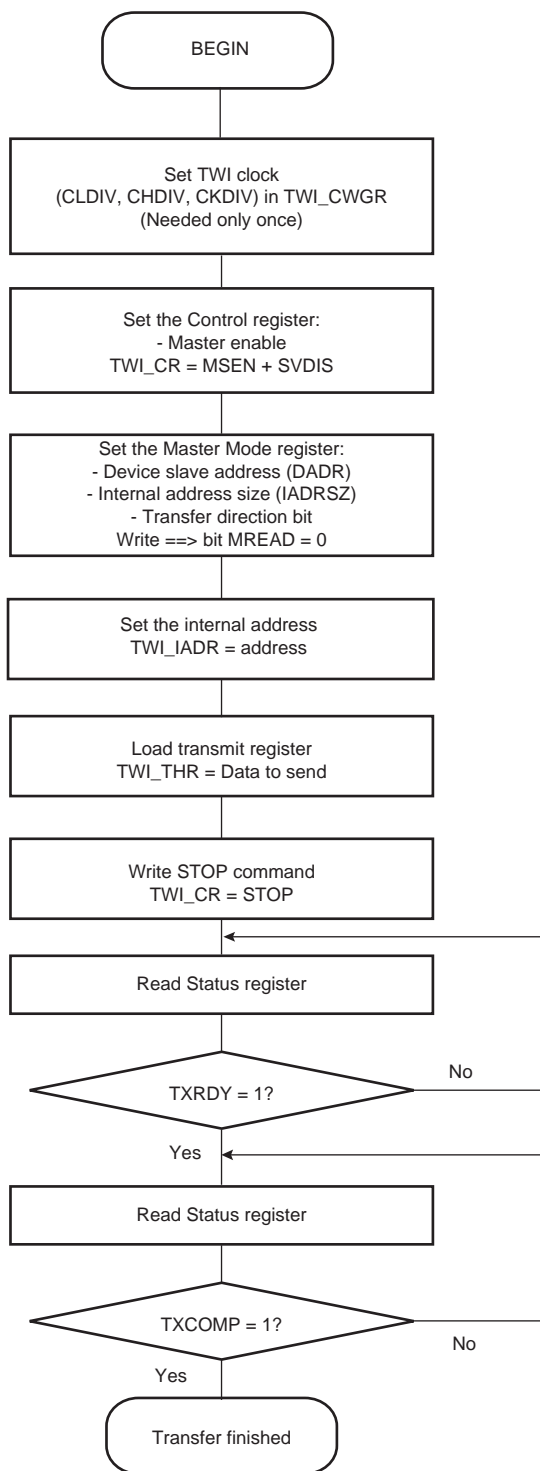 BEGIN
Set TWI clock
(CLDIV, CHDIV, CKDIV) in TWI_CWGR
(Needed only once)
Set the Control register:
- Master enable
TWI_CR = MSEN + SVDIS
Set the Master Mode register:
- Device slave address (DADR)
- Internal address size (IADRSZ)
- Transfer direction bit
Write ==> bit MREAD = 0
Set the internal address
TWI_IADR = address
Load transmit register
TWI_THR = Data to send
Write STOP command
TWI_CR = STOP
Read Status register
No
TXRDY = 1?
Yes
Read Status register
TXCOMP = 1?
No
Yes
Transfer finished